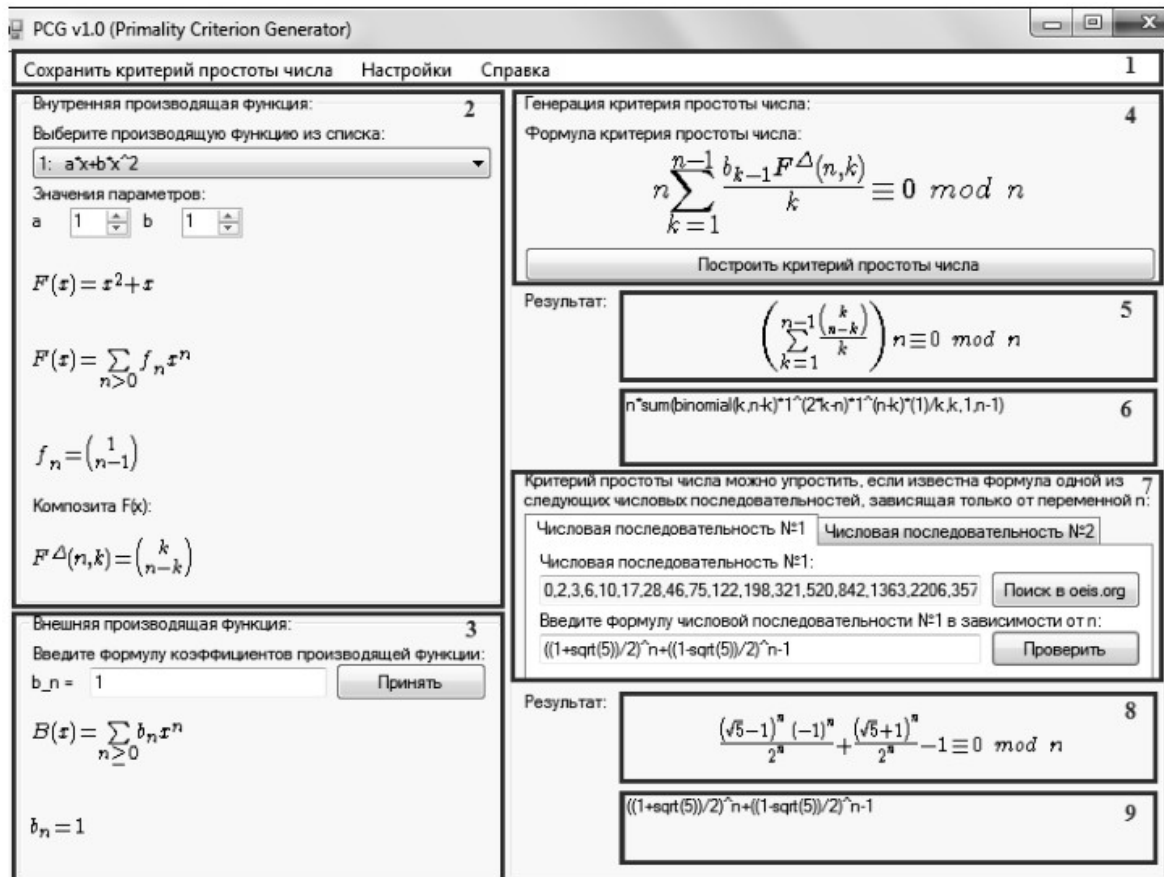 PCG v1.0 (Primality Criterion Generator)
Сохранить критерий простоты числа Настройки Справка 1
Внутренняя производящая функция: 2
Выберите производящую функцию из списка:
1: a*x+b*x^2
Значения параметров:
a 1 b 1
F(x) = x²+x
F(x) = ∑_{n>0} f_n xⁿ
f_n = (1 n−1)
Композита F(x):
F^Δ(n,k) = (k n−k)
Внешняя производящая функция: 3
Введите формулу коэффициентов производящей функции:
b_n = 1 Принять
B(x) = ∑_{n≥0} b_n xⁿ
b_n = 1
Генерация критерия простоты числа: 4
Формула критерия простоты числа:
n ∑_{k=1}^{n−1} b_{k−1} F^Δ(n,k) / k ≡ 0 mod n
Построить критерий простоты числа
Результат: 5
(∑_{k=1}^{n−1} (k n−k) / k) n ≡ 0 mod n
n*sum(binomial(k,n-k)*1^(2*k-n)*1^(n-k)*(1)/k,k,1,n-1) 6
Критерий простоты числа можно упростить, если известна формула одной из 7
следующих числовых последовательностей, зависящая только от переменной n:
Числовая последовательность №1 Числовая последовательность №2
Числовая последовательность №1:
0,2,3,6,10,17,28,46,75,122,198,321,520,842,1363,2206,357 Поиск в oeis.org
Введите формулу числовой последовательности №1 в зависимости от n:
((1+sqrt(5))/2)^n+((1-sqrt(5))/2)^n-1 Проверить
Результат: 8
(√5−1)ⁿ (−1)ⁿ / 2ⁿ + (√5+1)ⁿ / 2ⁿ − 1 ≡ 0 mod n
((1+sqrt(5))/2)^n+((1-sqrt(5))/2)^n-1 9